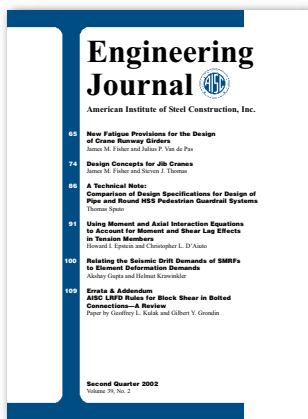 Engineering
Journal
AISC
American Institute of Steel Construction, Inc.
65 New Fatigue Provisions for the Design
of Crane Runway Girders
James M. Fisher and Julius P. Van de Pas
74 Design Concepts for Jib Cranes
James M. Fisher and Steven J. Thomas
86 A Technical Note:
Comparison of Design Specifications for Design of
Pipe and Round HSS Pedestrian Guardrail Systems
Thomas Sputo
91 Using Moment and Axial Interaction Equations
to Account for Moment and Shear Lag Effects
in Tension Members
Howard I. Epstein and Christopher L. D'Aiuto
100 Relating the Seismic Drift Demands of SMRFs
to Element Deformation Demands
Akshay Gupta and Helmut Krawinkler
109 Errata & Addendum
AISC LRFD Rules for Block Shear in Bolted
Connections—A Review
Paper by Geoffrey L. Kulak and Gilbert Y. Grondin
Second Quarter 2002
Volume 39, No. 2